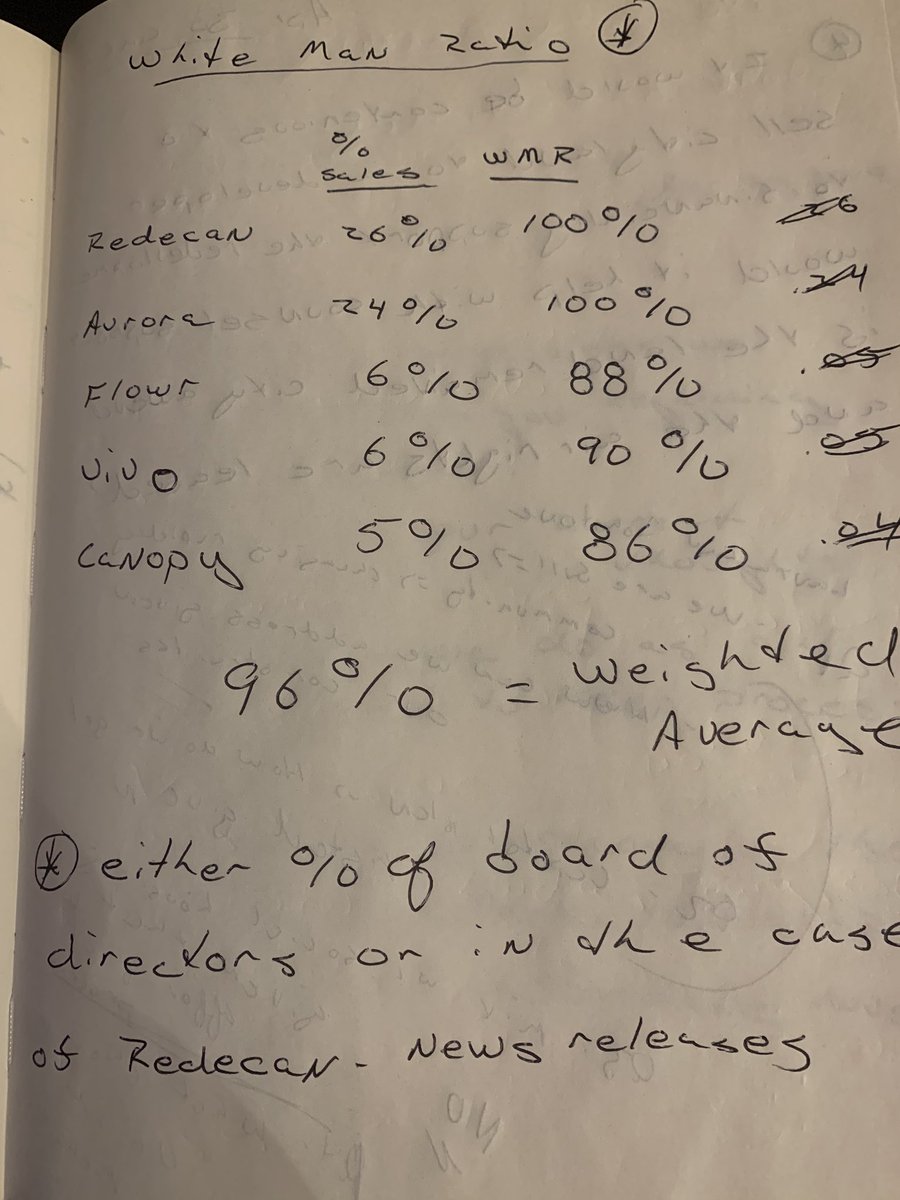 White Man Ratio *
%
Sales WMR
Redecan 26% 100% .26
Aurora 24% 100% .24
Flowr 6% 88% .05
Vivo 6% 90% .05
Canopy 5% 86% .04
96% = Weighted
Average
* either % of board of
directors or in the case
of Redecan - News releases